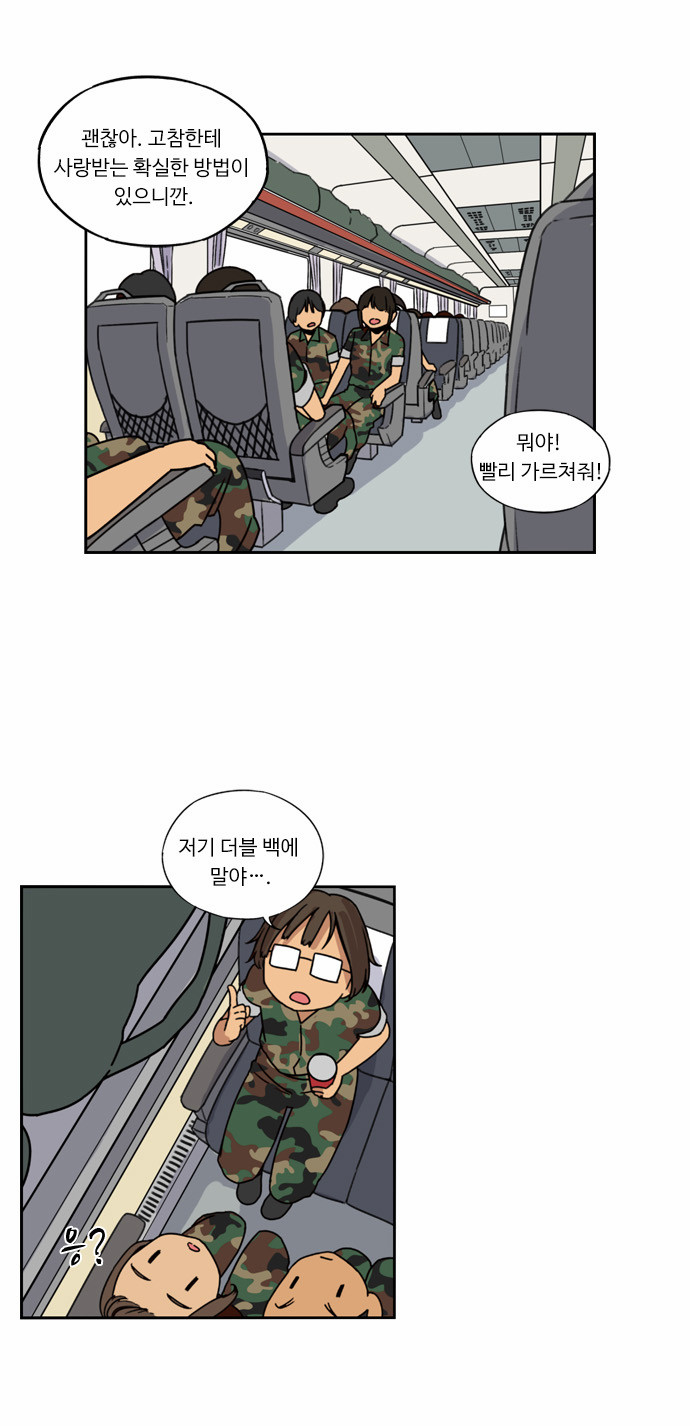 괜찮아. 고참한테
사랑받는 확실한 방법이
있으니깐.
뭐야!
빨리 가르쳐줘!
저기 더블 백에
말야….
응?